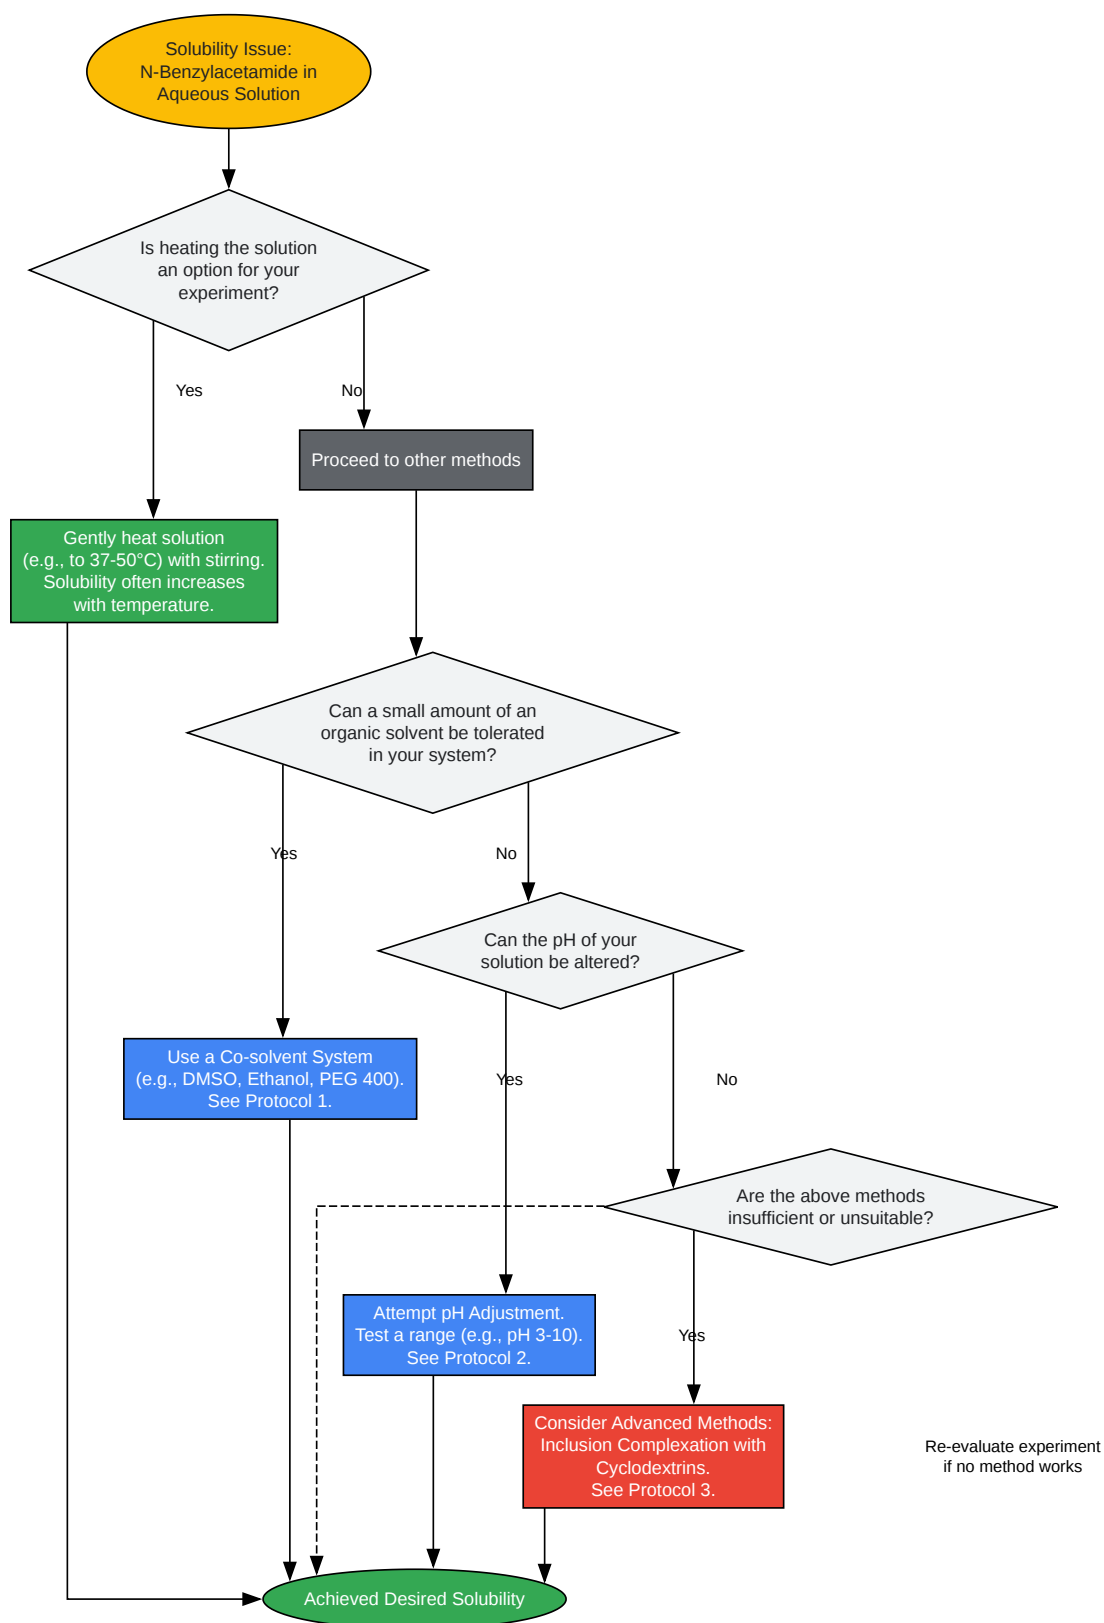 Solubility Issue:
N-Benzylacetamide in
Aqueous Solution
Is heating the solution
an option for your
experiment?
Yes
No
Proceed to other methods
Gently heat solution
(e.g., to 37-50°C) with stirring.
Solubility often increases
with temperature.
Can a small amount of an
organic solvent be tolerated
in your system?
Yes
No
Can the pH of your
solution be altered?
Use a Co-solvent System
(e.g., DMSO, Ethanol, PEG 400).
See Protocol 1.
Yes
No
Are the above methods
insufficient or unsuitable?
Attempt pH Adjustment.
Test a range (e.g., pH 3-10).
See Protocol 2.
Yes
Consider Advanced Methods:
Inclusion Complexation with
Cyclodextrins.
See Protocol 3.
Re-evaluate experiment
if no method works
Achieved Desired Solubility